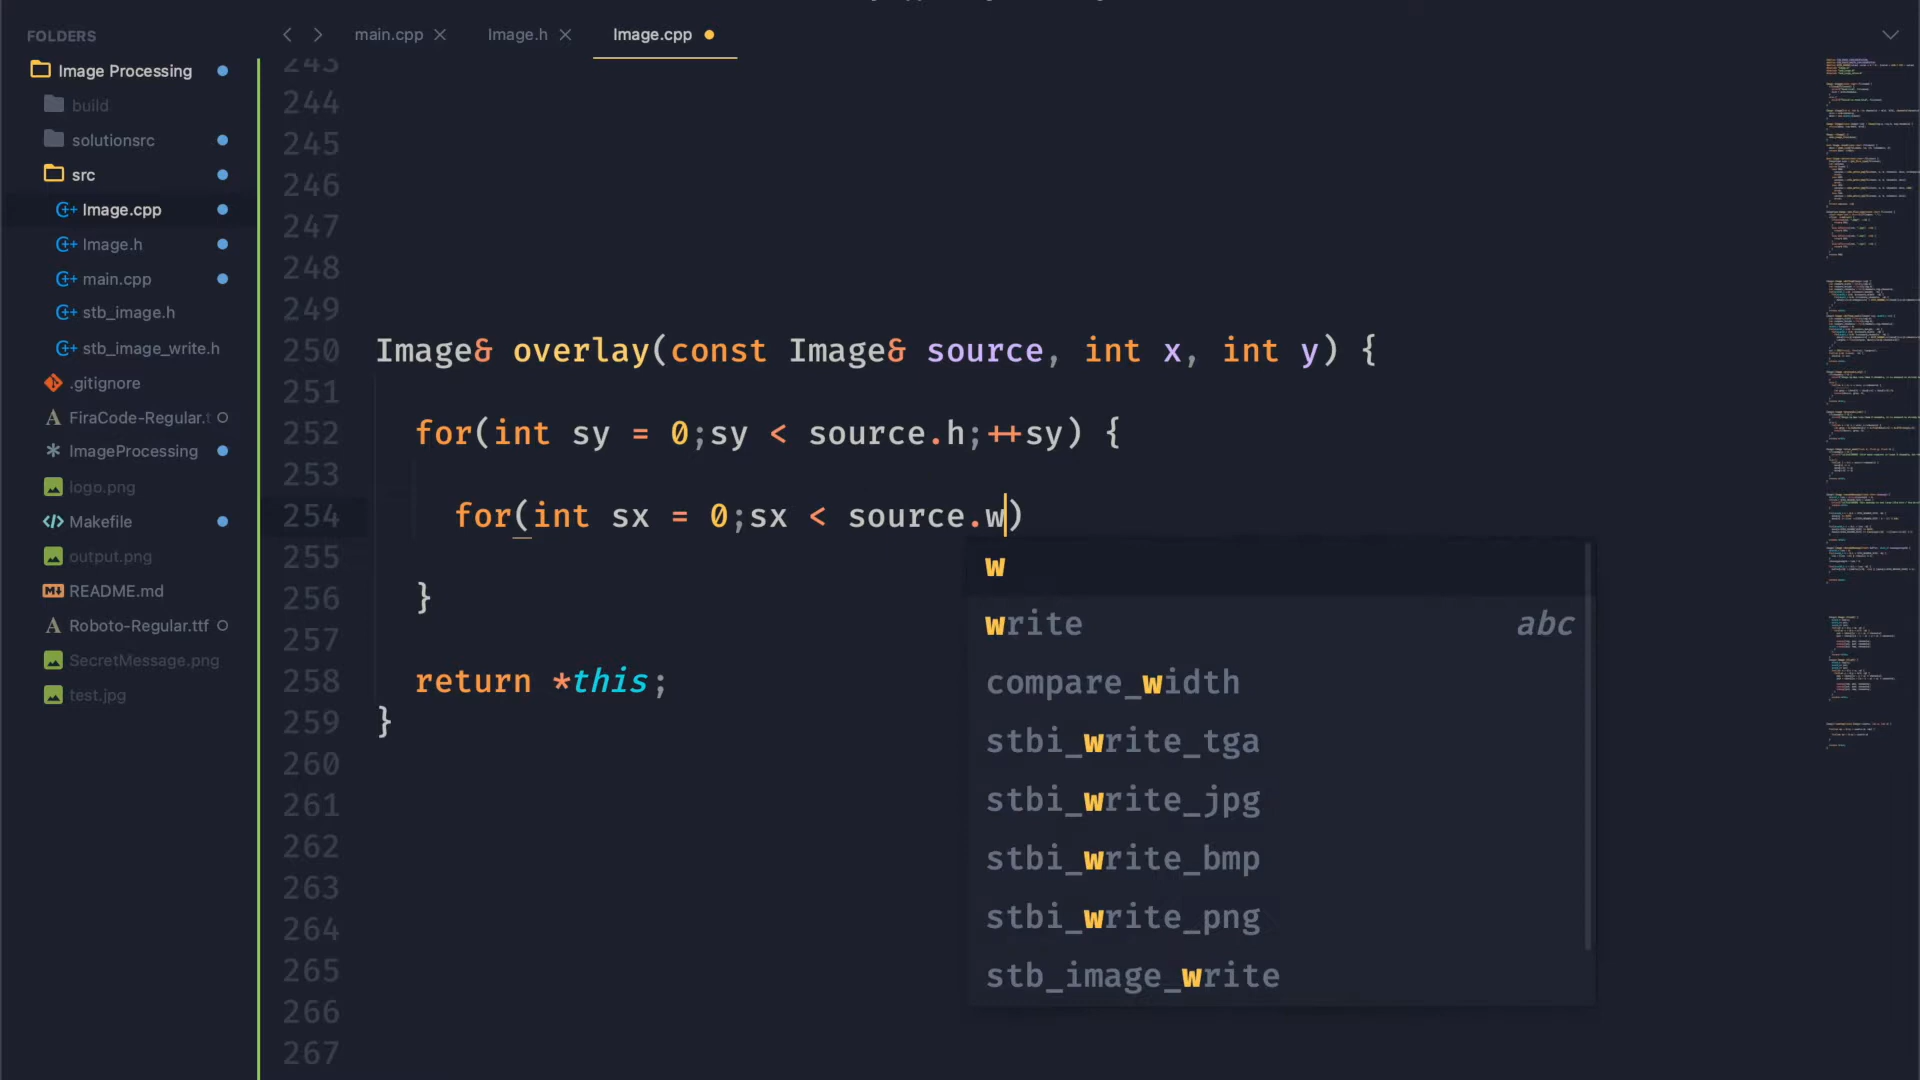 FOLDERS
Image Processing
build
solutionsrc
src
Image.cpp
Image.h
main.cpp
stb_image.h
stb_image_write.h
.gitignore
FiraCode-Regular.
ImageProcessing
logo.png
Makefile
output.png
README.md
Roboto-Regular.ttf
SecretMessage.png
test.jpg
main.cpp
Image.h
Image.cpp
243
244
245
246
247
248
249
250 Image& overlay(const Image& source, int x, int y) {
251
252 for(int sy = 0;sy < source.h;++sy) {
253
254 for(int sx = 0;sx < source.w)
255
256 }
257
258 return *this;
259 }
260
261
262
263
264
265
266
267
w
write abc
compare_width
stbi_write_tga
stbi_write_jpg
stbi_write_bmp
stbi_write_png
stb_image_write